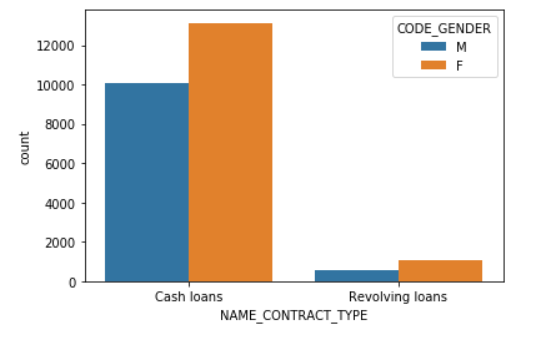 CODE_GENDER
M
F
12000
10000
8000
6000
4000
2000
0
count
Cash loans
Revolving loans
NAME_CONTRACT_TYPE